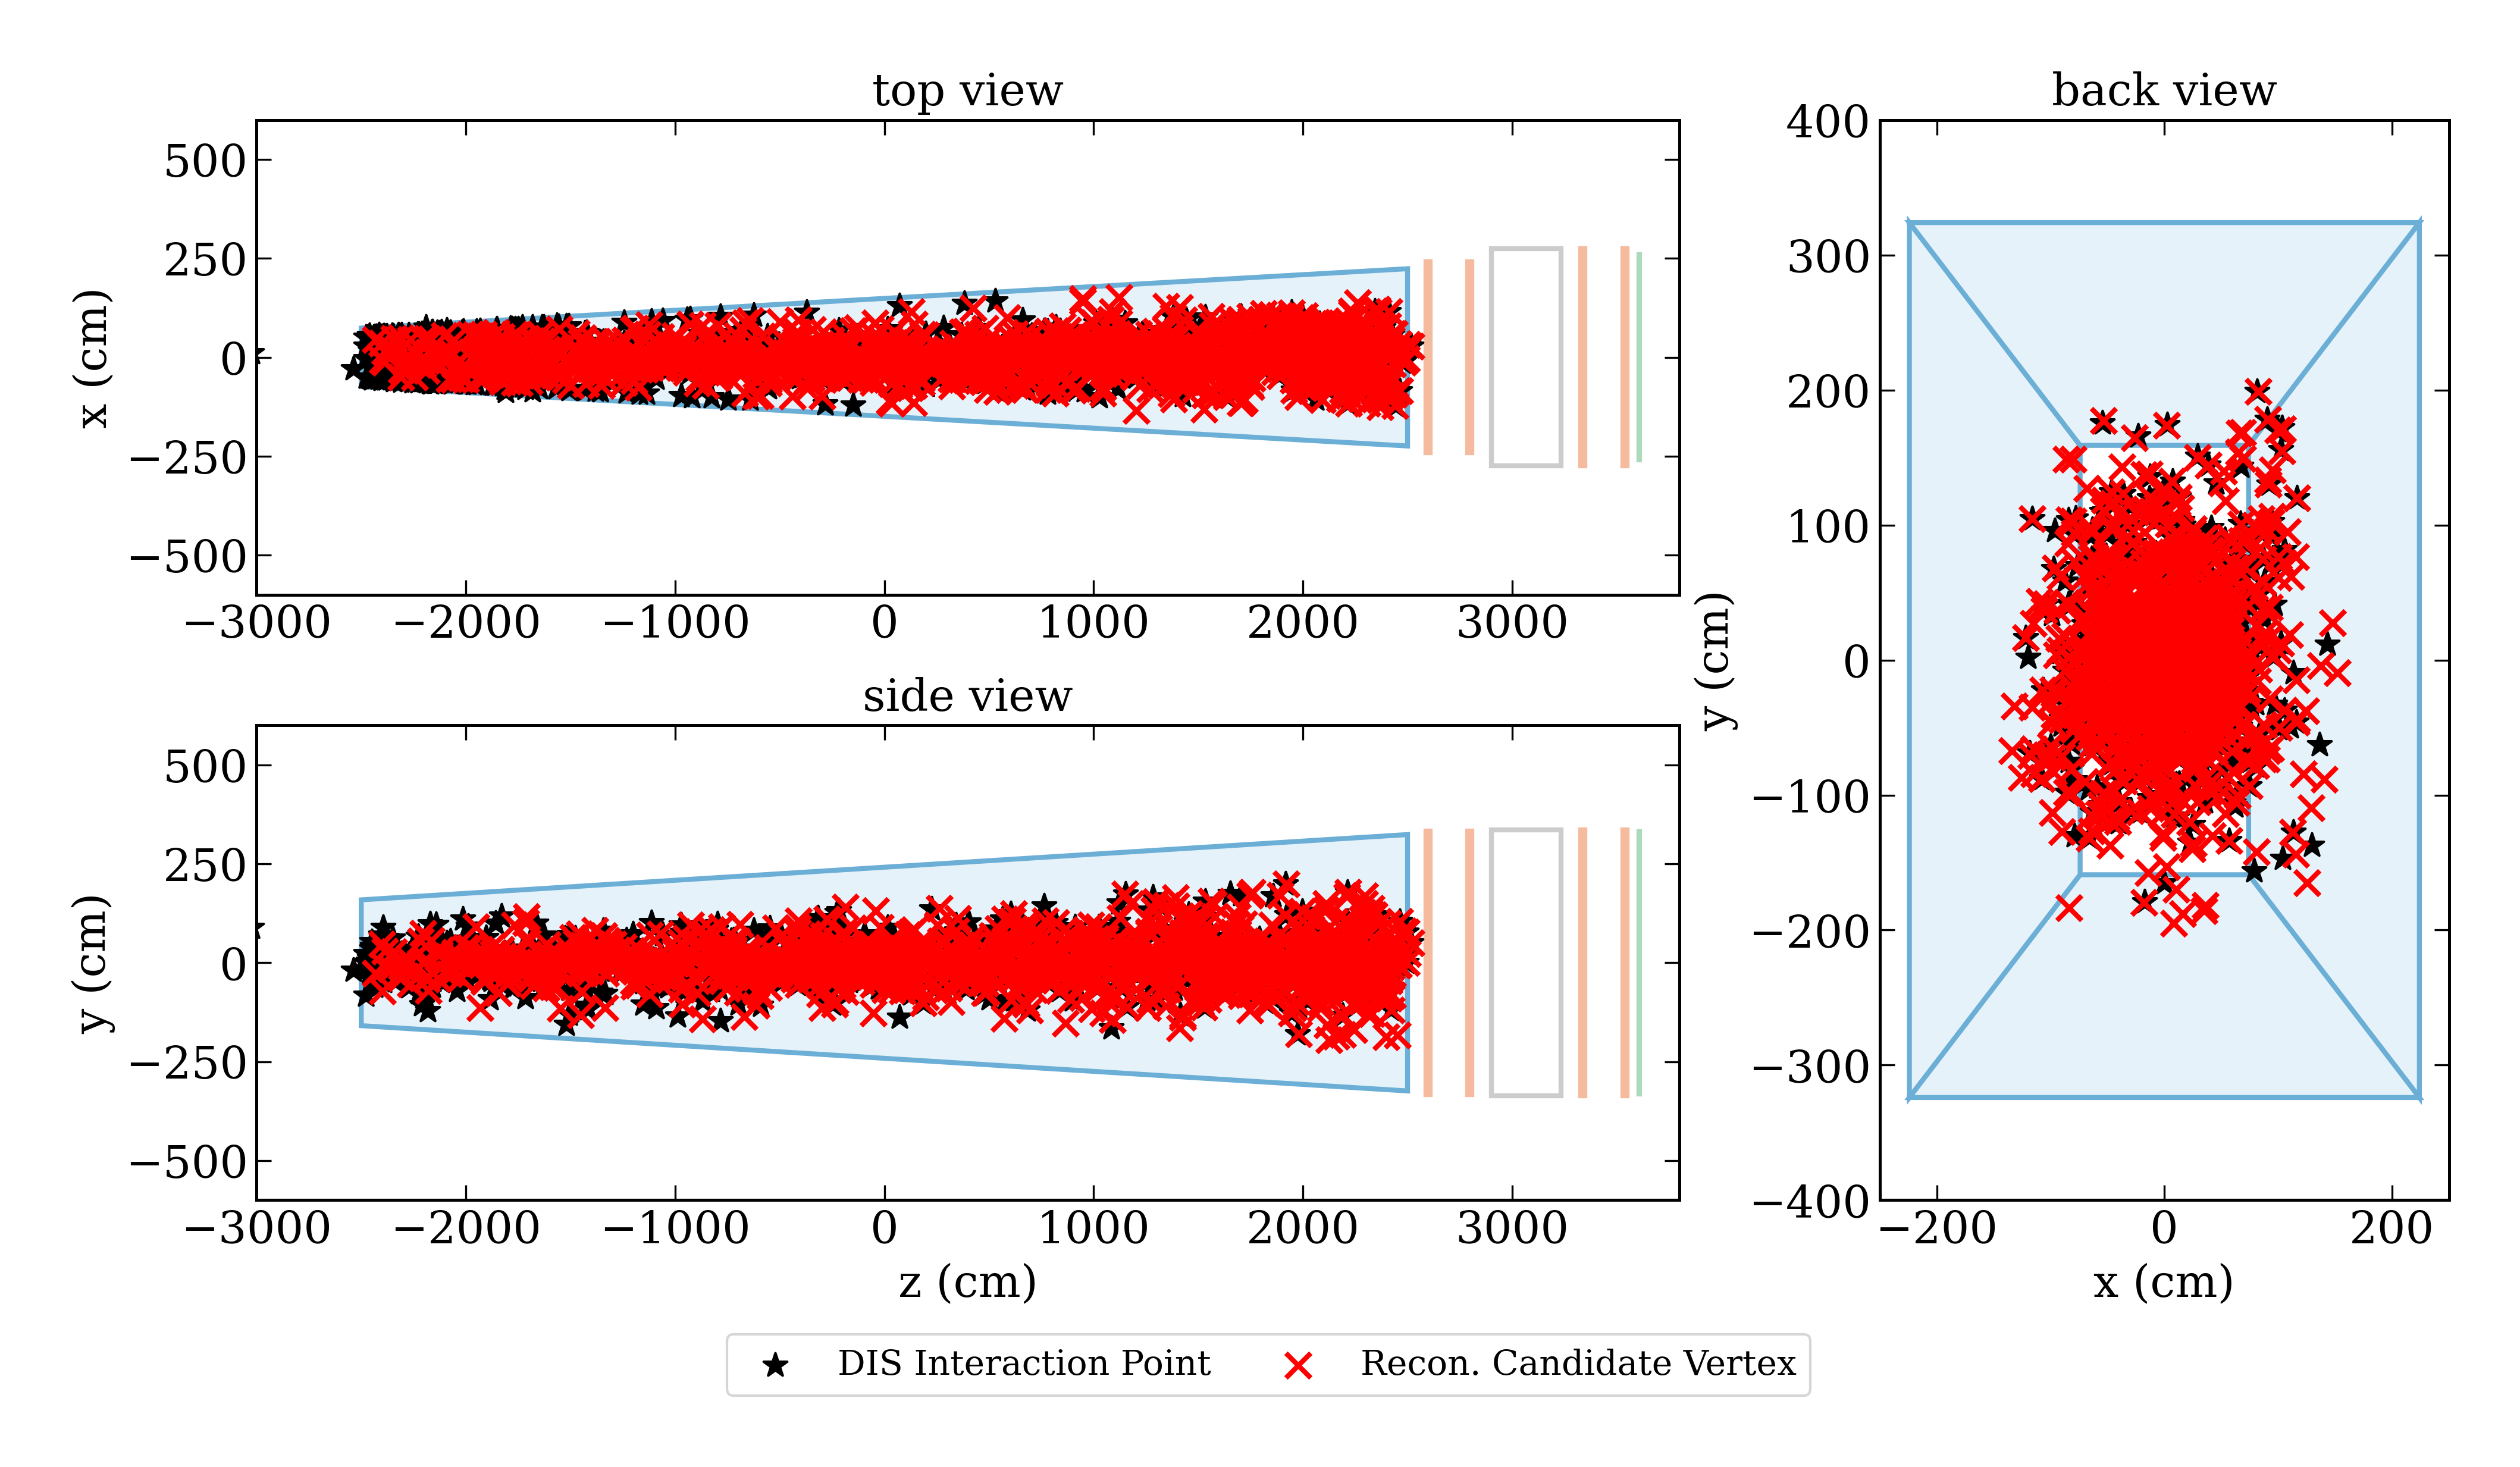 top view
500
250
0
−250
−500
x (cm)
−3000 −2000 −1000 0 1000 2000 3000
side view
500
250
0
−250
−500
y (cm)
−3000 −2000 −1000 0 1000 2000 3000
z (cm)
back view
400
300
200
100
0
−100
−200
−300
−400
y (cm)
−200 0 200
x (cm)
DIS Interaction Point
Recon. Candidate Vertex